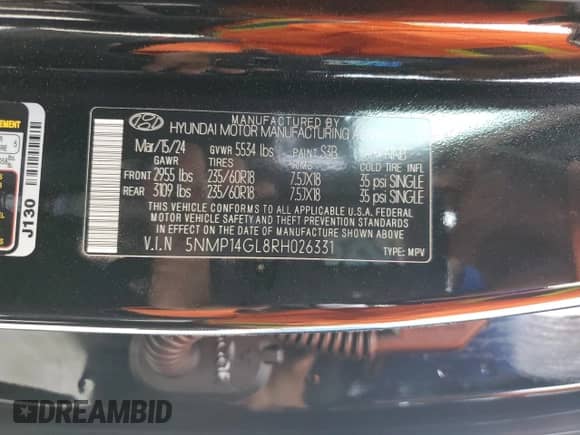 MANUFACTURED BY
HYUNDAI MOTOR MANUFACTURING
Mar/15/24 GVWR 5534 lbs PAINT S3B
GAWR TIRES COLD TIRE INFL
FRONT 2955 lbs 235/60R18 7.5JX18 35 psi SINGLE
REAR 3109 lbs 235/60R18 7.5JX18 35 psi SINGLE
THIS VEHICLE CONFORMS TO ALL APPLICABLE U.S.A. FEDERAL
MOTOR VEHICLE SAFETY AND THEFT PREVENTION STANDARDS
IN EFFECT ON THE DATE OF MANUFACTURE SHOWN ABOVE
V.I.N 5NMP14GL8RH026331 TYPE: MPV
J130
DREAMBID